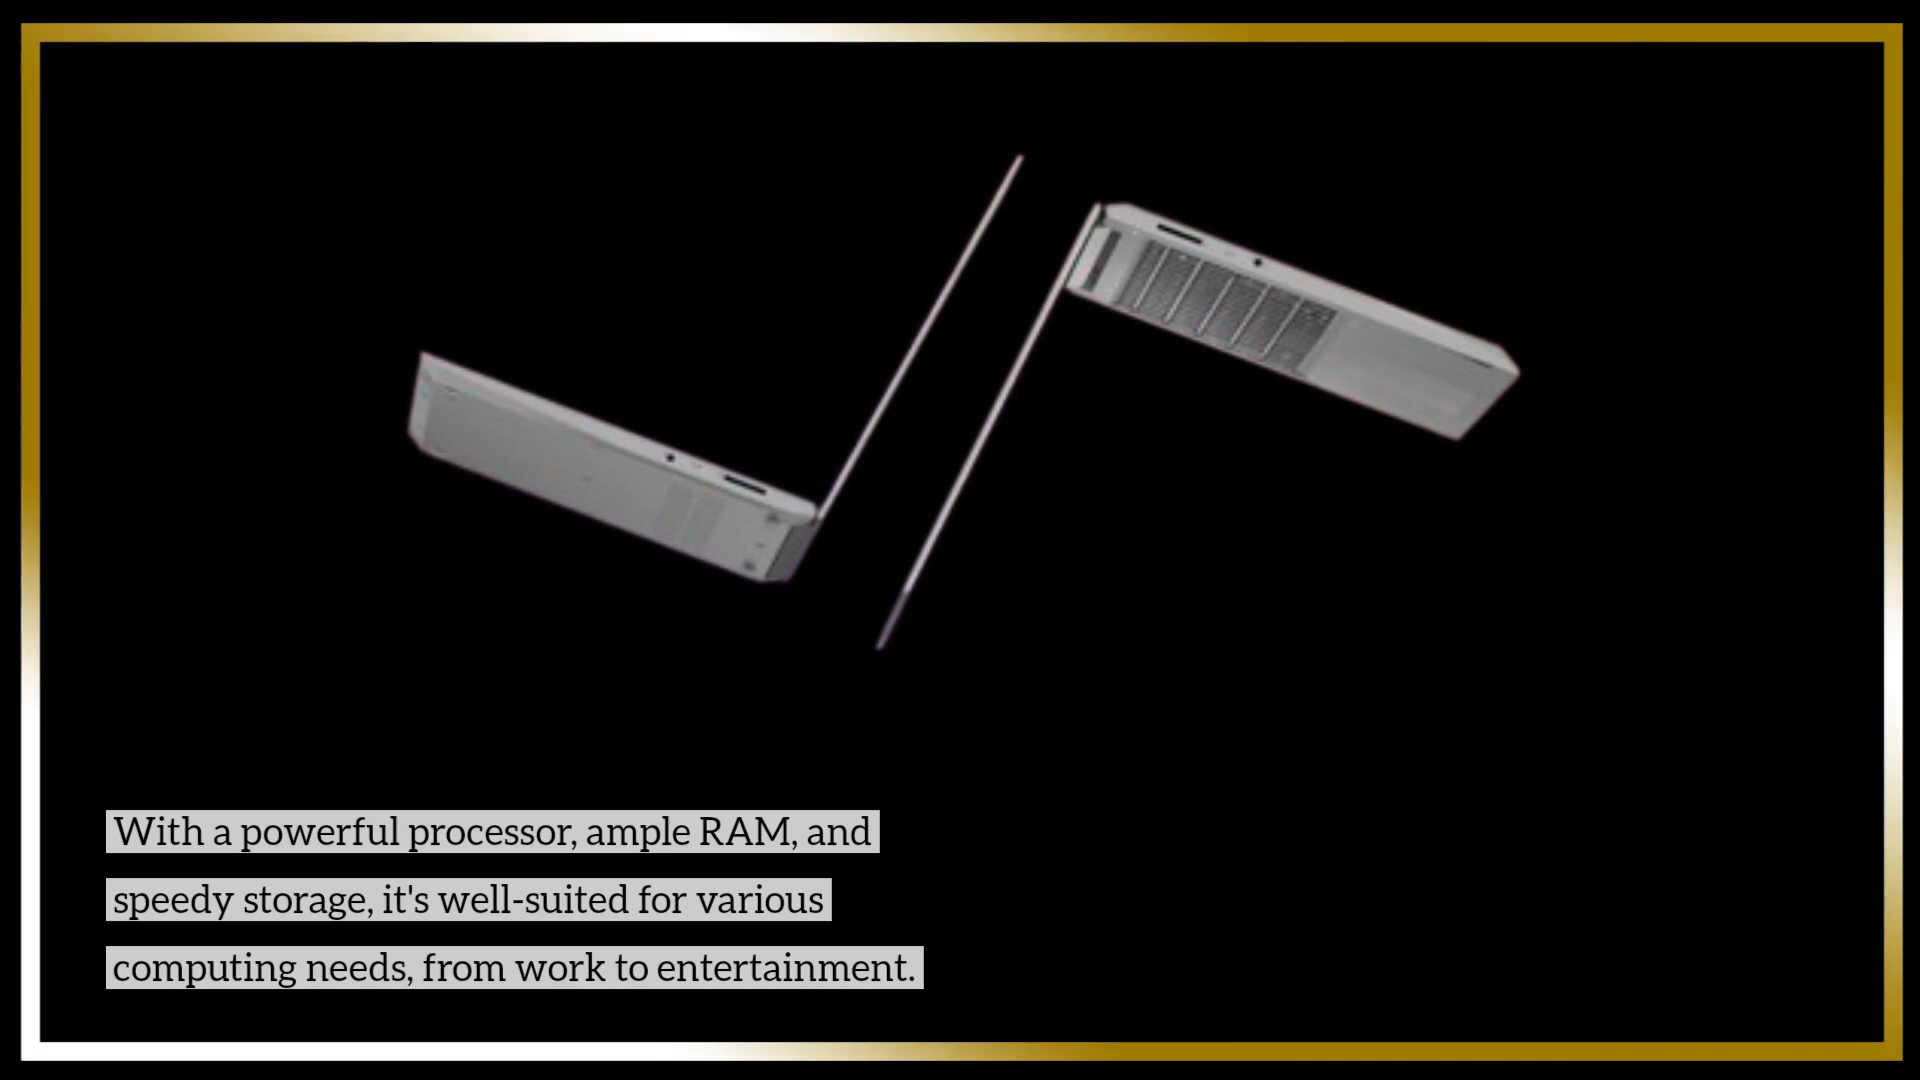 With a powerful processor, ample RAM, and
speedy storage, it's well-suited for various
computing needs, from work to entertainment.